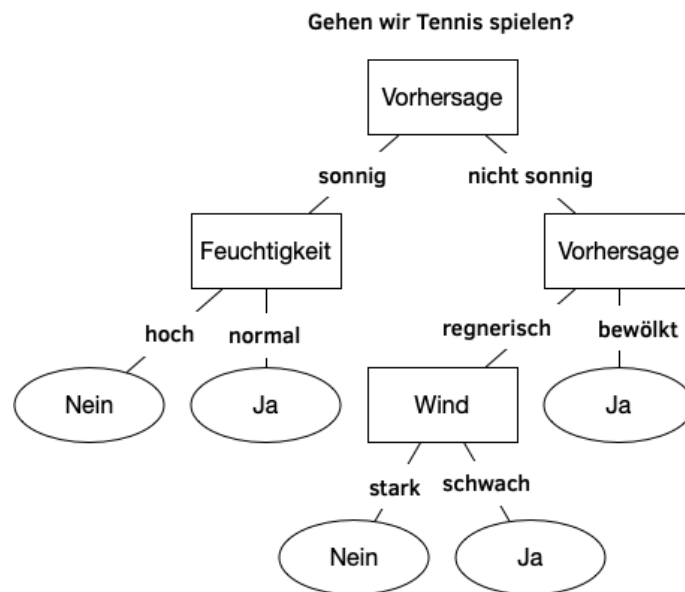 Gehen wir Tennis spielen?
Vorhersage
sonnig
nicht sonnig
Feuchtigkeit
Vorhersage
hoch
normal
regnerisch
bewölkt
Nein
Ja
Wind
Ja
stark
schwach
Nein
Ja